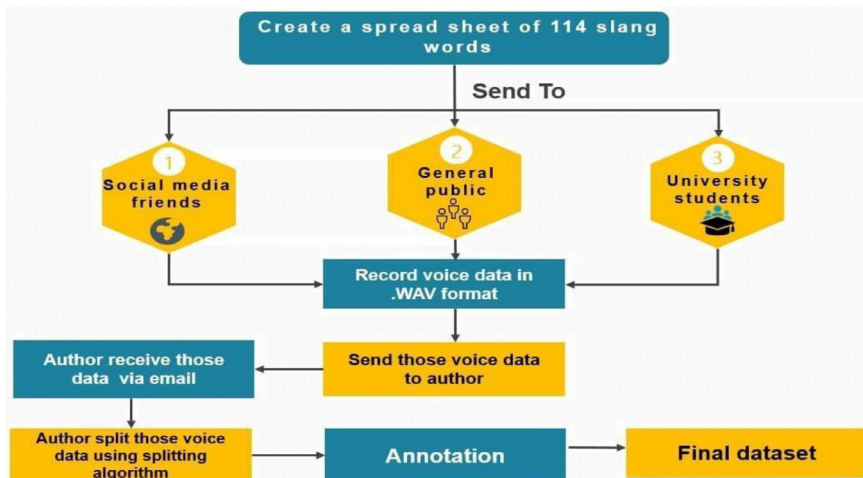 Create a spread sheet of 114 slang
words
Send To
1
Social media
friends
2
General
public
3
University
students
Record voice data in
.WAV format
Send those voice data
to author
Author receive those
data via email
Author split those voice
data using splitting
algorithm
Annotation
Final dataset